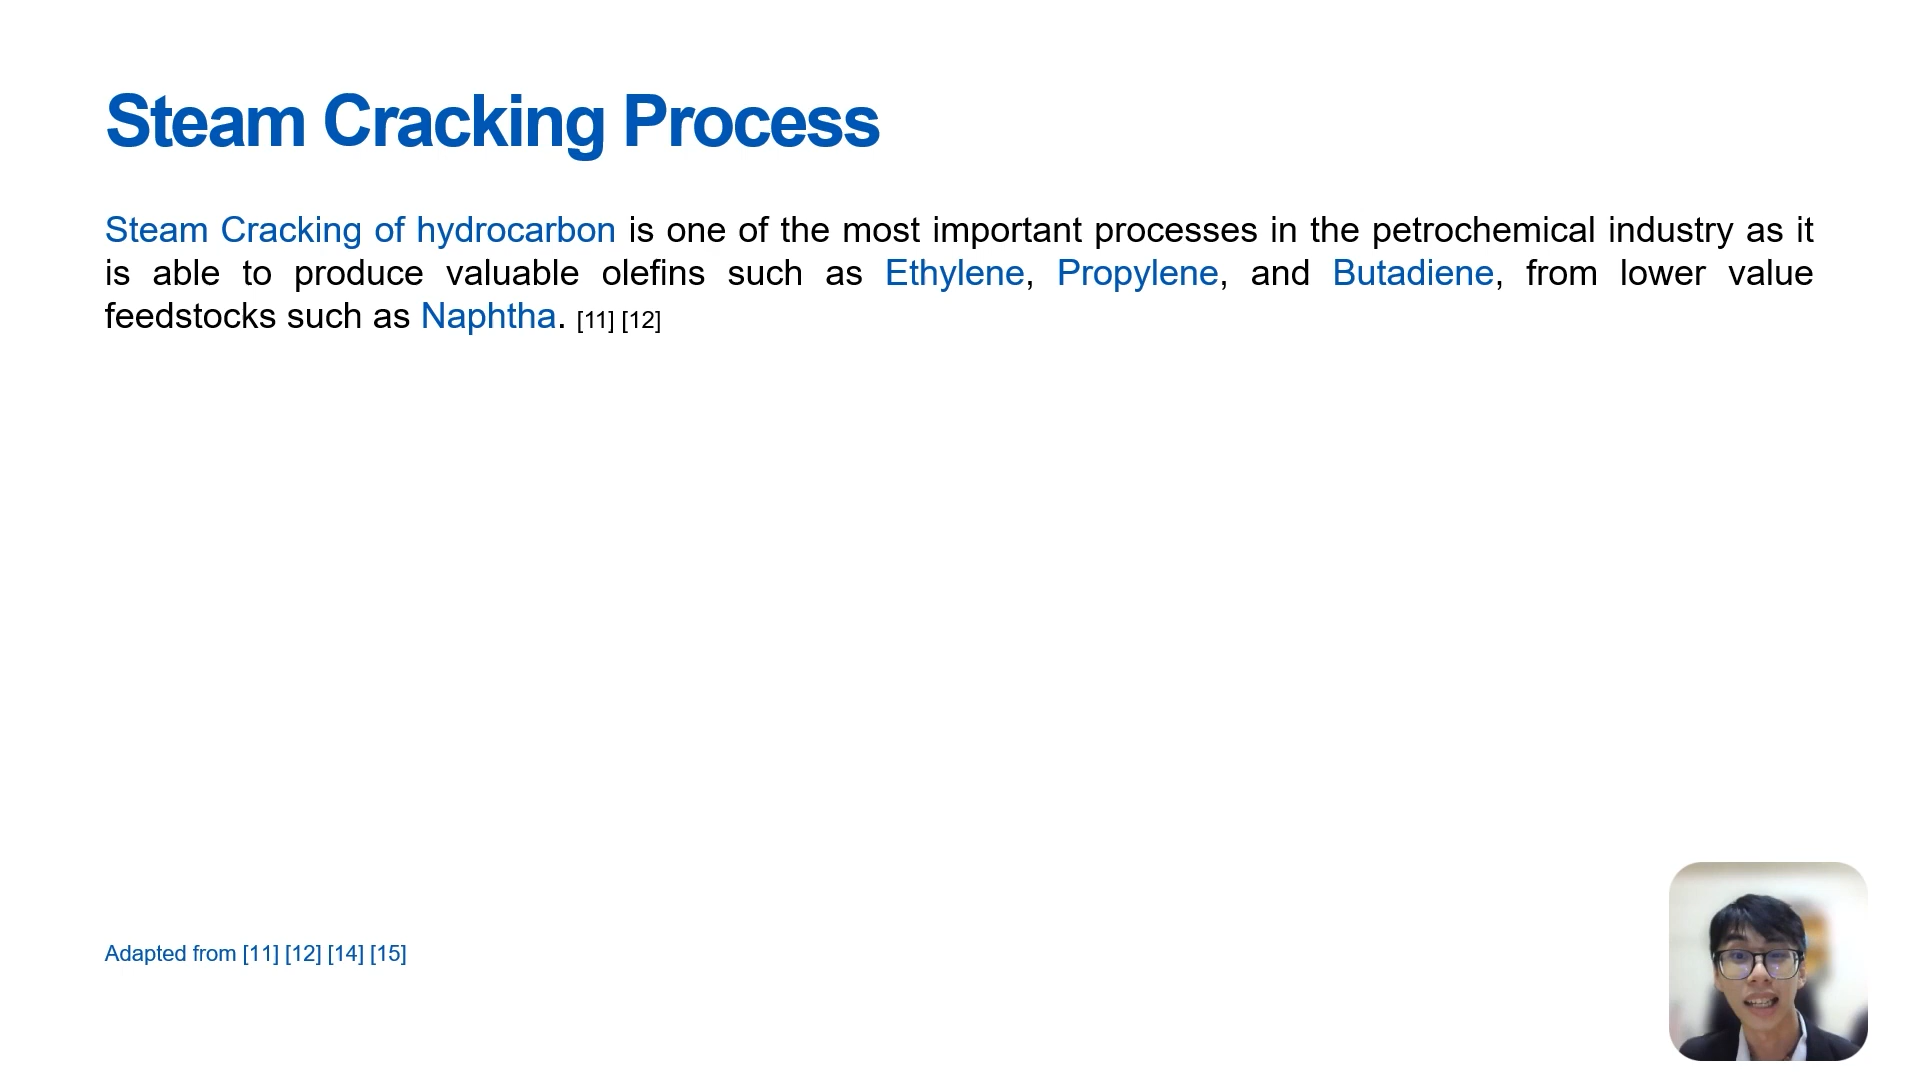 Steam Cracking Process
Steam Cracking of hydrocarbon is one of the most important processes in the petrochemical industry as it
is able to produce valuable olefins such as Ethylene, Propylene, and Butadiene, from lower value
feedstocks such as Naphtha. [11] [12]
Adapted from [11] [12] [14] [15]